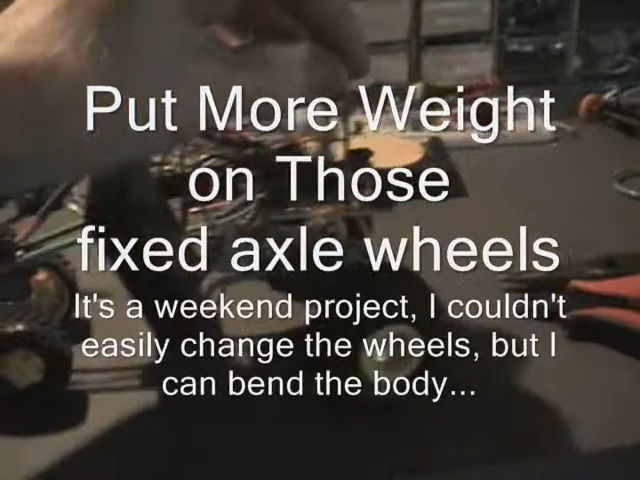 Put More Weight
on Those
fixed axle wheels
It's a weekend project, I couldn't
easily change the wheels, but I
can bend the body...